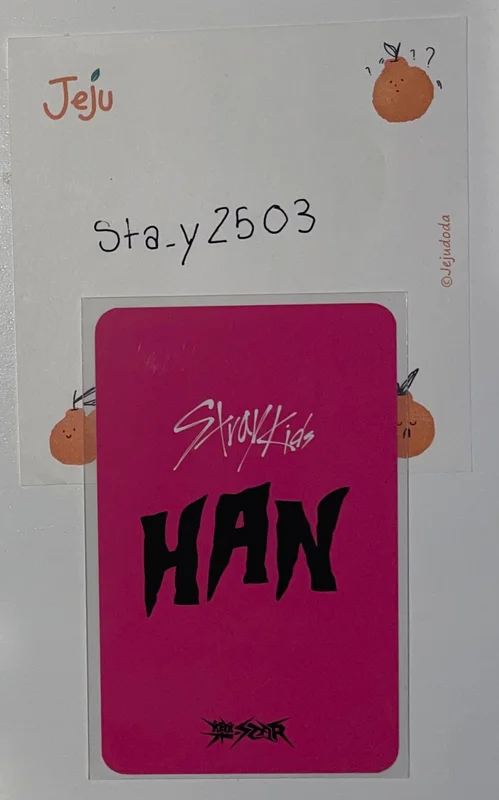 Jeju
? ? ?
Sta_y2503
©Jejudoda
Stray Kids
HAN
樂-STAR